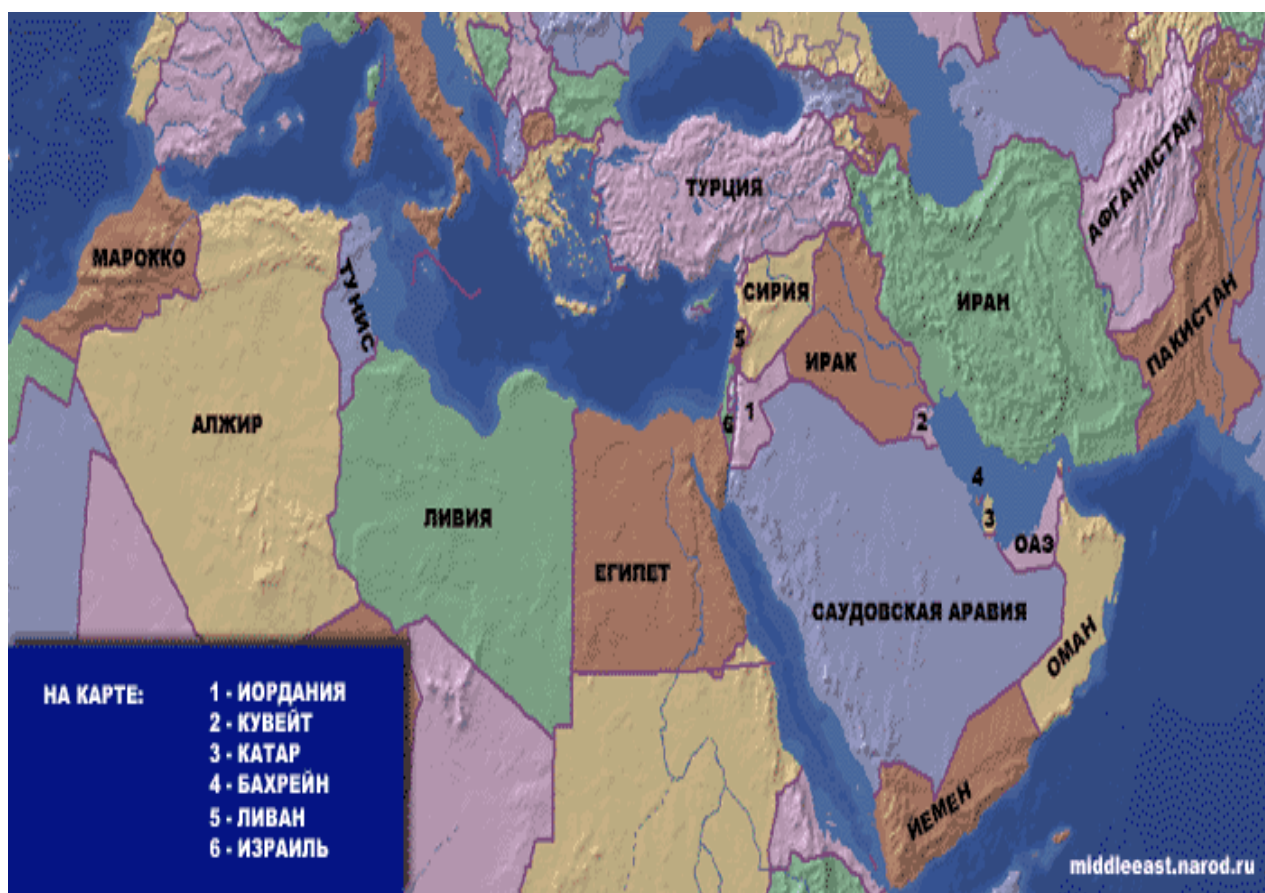 АФГАНИСТАН
ТУРЦИЯ
МАРОККО
ТУНИС
СИРИЯ
ИРАН
ПАКИСТАН
5
ИРАК
АЛЖИР
6
1
2
4
ЛИВИЯ
3
ОАЭ
ЕГИПЕТ
САУДОВСКАЯ АРАВИЯ
ОМАН
ЙЕМЕН
НА КАРТЕ:
1 - ИОРДАНИЯ
2 - КУВЕЙТ
3 - КАТАР
4 - БАХРЕЙН
5 - ЛИВАН
6 - ИЗРАИЛЬ
middleeast.narod.ru